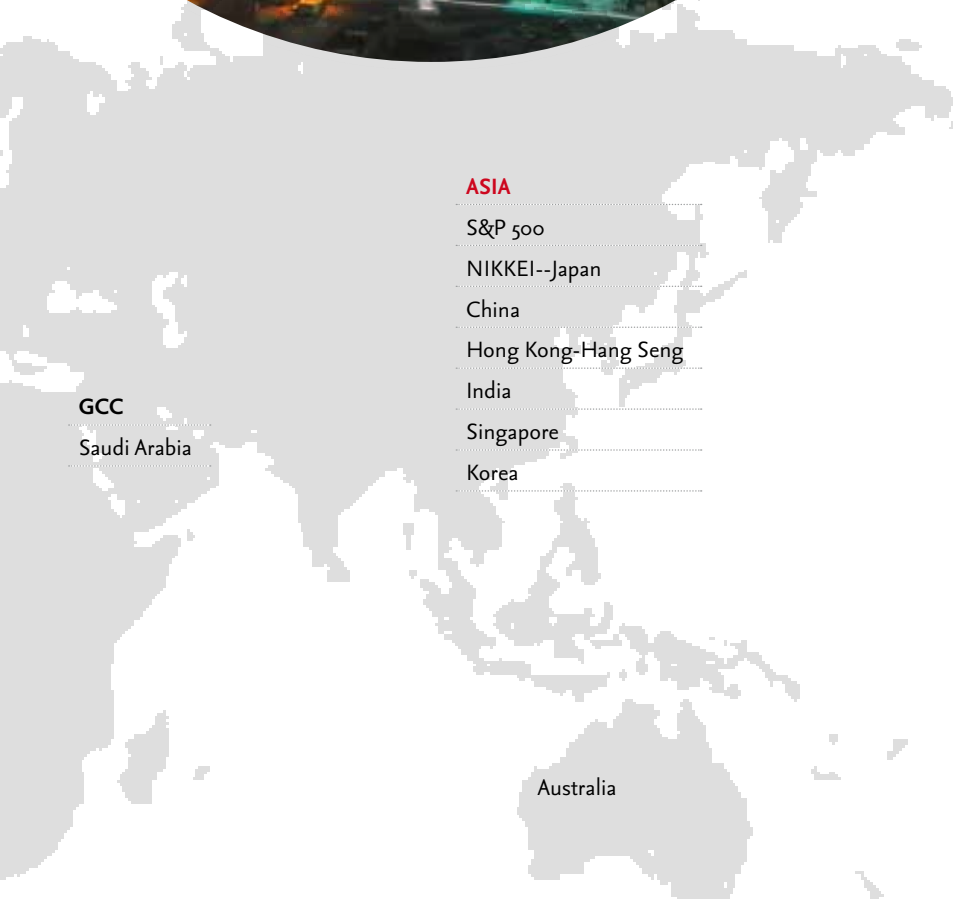 ASIA
S&P 500
NIKKEI--Japan
China
Hong Kong-Hang Seng
India
Singapore
Korea
GCC
Saudi Arabia
Australia